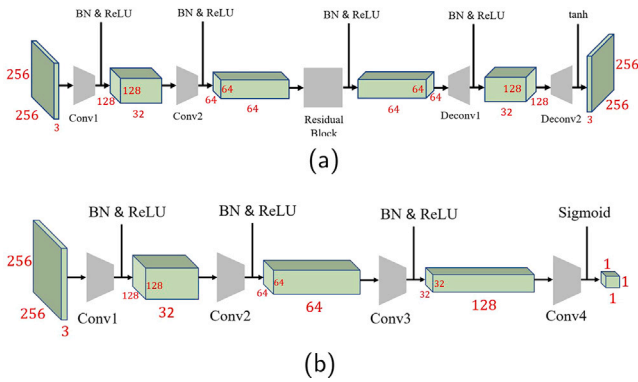 BN & ReLU
BN & ReLU
BN & ReLU
BN & ReLU
tanh
256
256
3
Conv1
128
128
32
Conv2
64
64
64
Residual
Block
64
64
64
Deconv1
128
128
32
Deconv2
256
256
3
(a)
BN & ReLU
BN & ReLU
BN & ReLU
Sigmoid
256
256
3
Conv1
128
128
32
Conv2
64
64
64
Conv3
32
32
128
Conv4
1
1
1
(b)